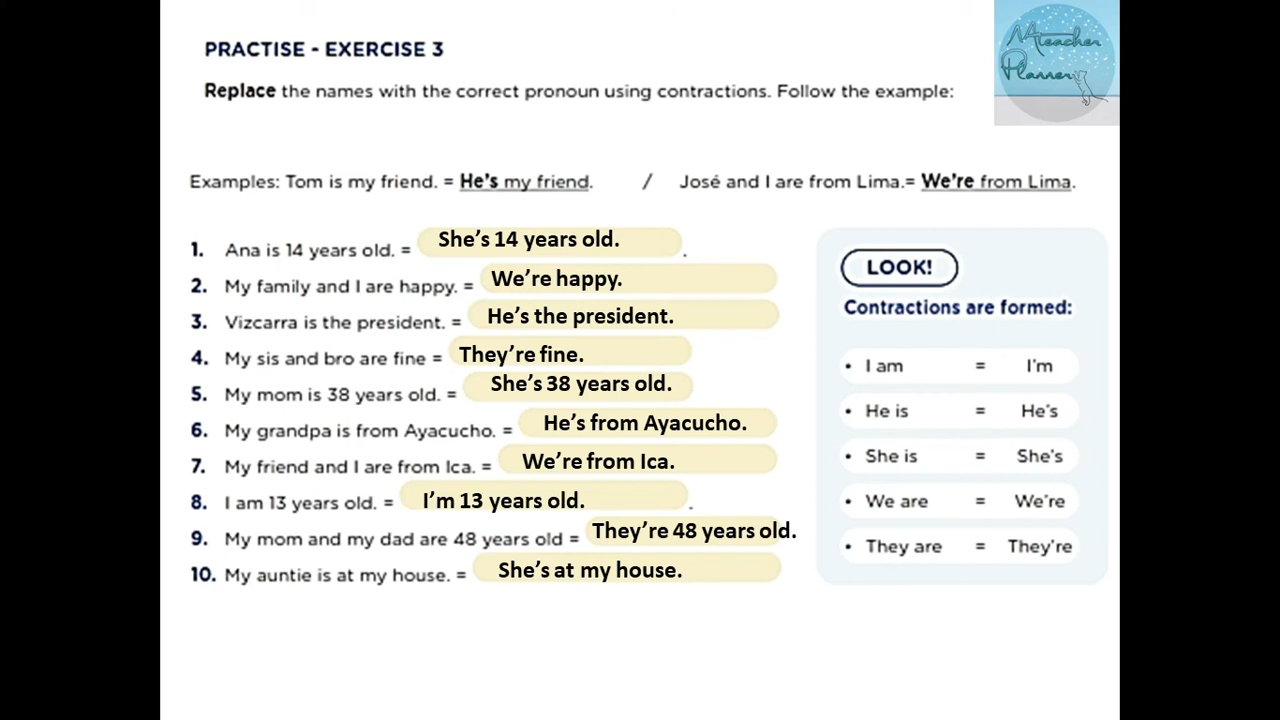 PRACTISE - EXERCISE 3
Mteacher
Planner
Replace the names with the correct pronoun using contractions. Follow the example:
Examples: Tom is my friend. = He's my friend. / José and I are from Lima.= We're from Lima.
1. Ana is 14 years old. = She's 14 years old. .
2. My family and I are happy. = We're happy.
3. Vizcarra is the president. = He's the president.
4. My sis and bro are fine = They're fine.
5. My mom is 38 years old. = She's 38 years old.
6. My grandpa is from Ayacucho. = He's from Ayacucho.
7. My friend and I are from Ica. = We're from Ica.
8. I am 13 years old. = I'm 13 years old. .
9. My mom and my dad are 48 years old = They're 48 years old.
10. My auntie is at my house. = She's at my house.
LOOK!
Contractions are formed:
• I am = I'm
• He is = He's
• She is = She's
• We are = We're
• They are = They're